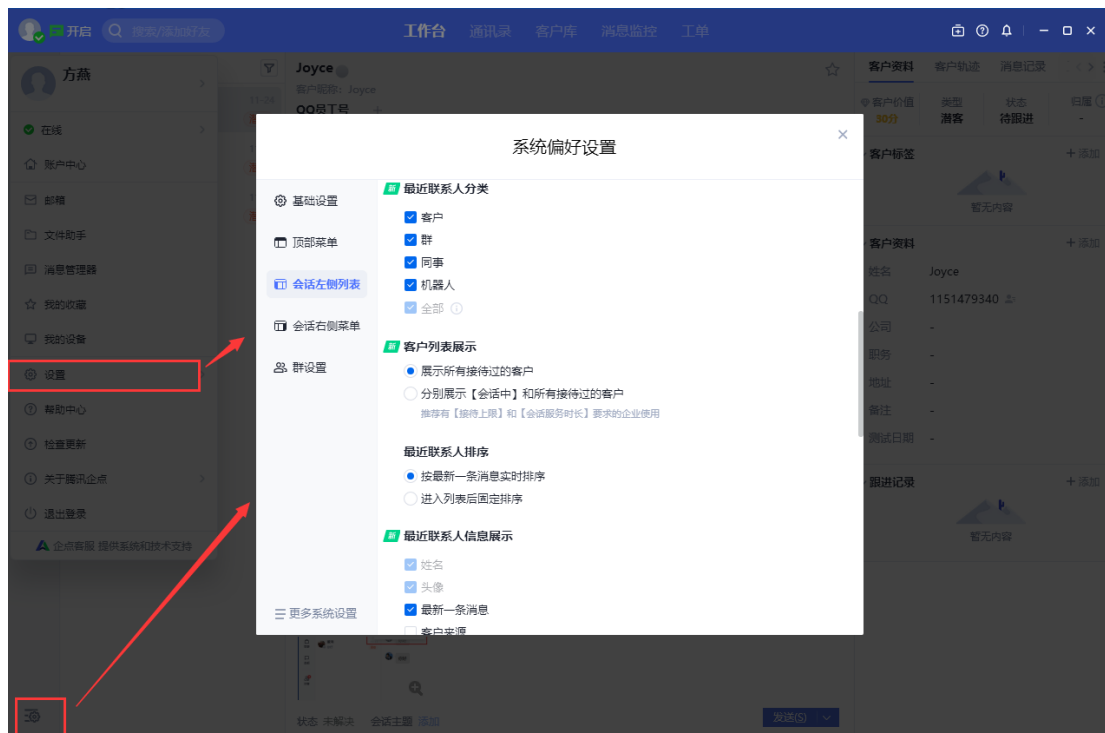 开启
搜索/添加好友
工作台
通讯录
客户库
消息监控
工单
方燕
在线
账户中心
邮箱
文件助手
消息管理器
我的收藏
我的设备
设置
帮助中心
检查更新
关于腾讯企点
退出登录
企点客服 提供系统和技术支持
11-24
Joyce
客户昵称: Joyce
QQ员工号
系统偏好设置
基础设置
顶部菜单
会话左侧列表
会话右侧菜单
群设置
更多系统设置
新 最近联系人分类
客户
群
同事
机器人
全部
新 客户列表展示
展示所有接待过的客户
分别展示【会话中】和所有接待过的客户
推荐有【接待上限】和【会话服务时长】要求的企业使用
最近联系人排序
按最新一条消息实时排序
进入列表后固定排序
新 最近联系人信息展示
姓名
头像
最新一条消息
客户来源
状态 未解决 会话主题 添加
发送(S)
客户资料
客户轨迹
消息记录
客户价值
类型
状态
归属
30分
潜客
待跟进
-
客户标签
添加
暂无内容
客户资料
添加
姓名 Joyce
QQ 1151479340
公司 -
职务 -
地址 -
备注 -
测试日期 -
跟进记录
添加
暂无内容